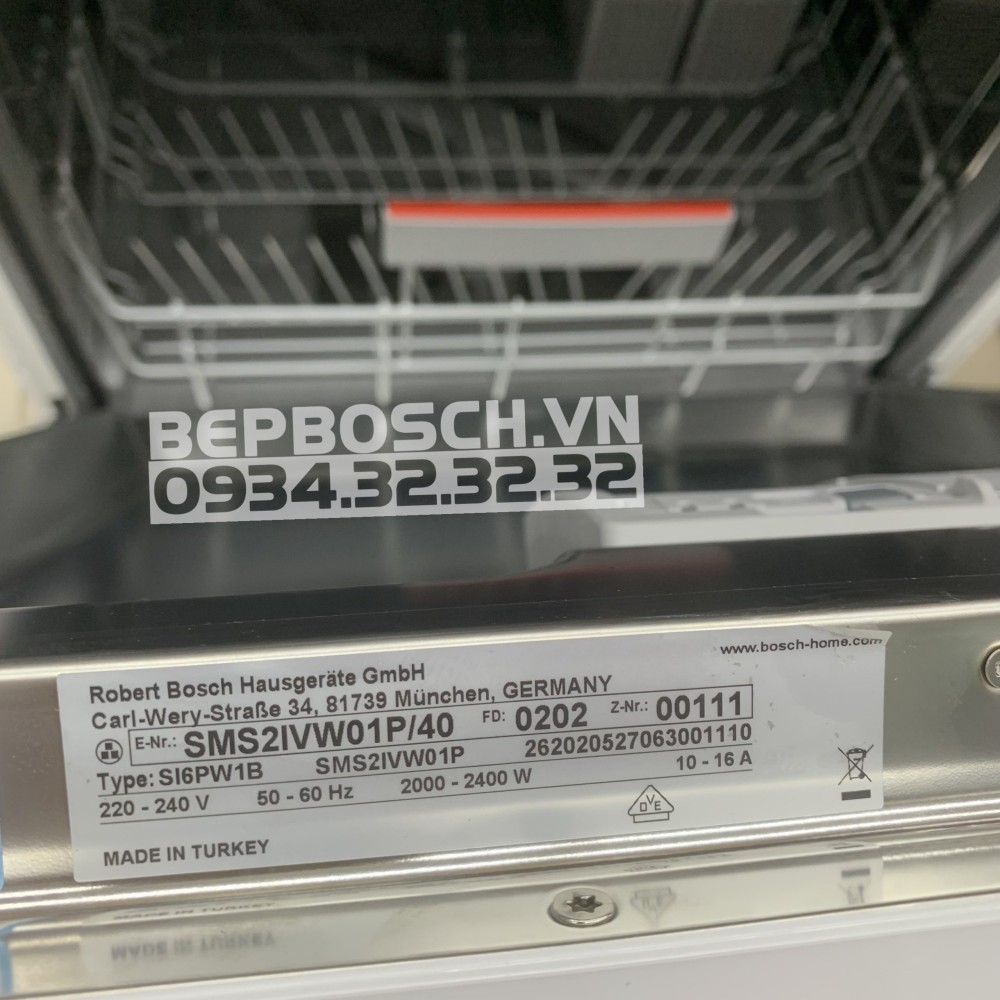 BEPBOSCH.VN
0934.32.32.32
www.bosch-home.com
Robert Bosch Hausgeräte GmbH
Carl-Wery-Straße 34, 81739 München, GERMANY
E-Nr.: SMS2IVW01P/40 FD: 0202 Z-Nr.: 00111
Type: SI6PW1B SMS2IVW01P 262020527063001110
220 - 240 V 50 - 60 Hz 2000 - 2400 W 10 - 16 A
DVE
MADE IN TURKEY